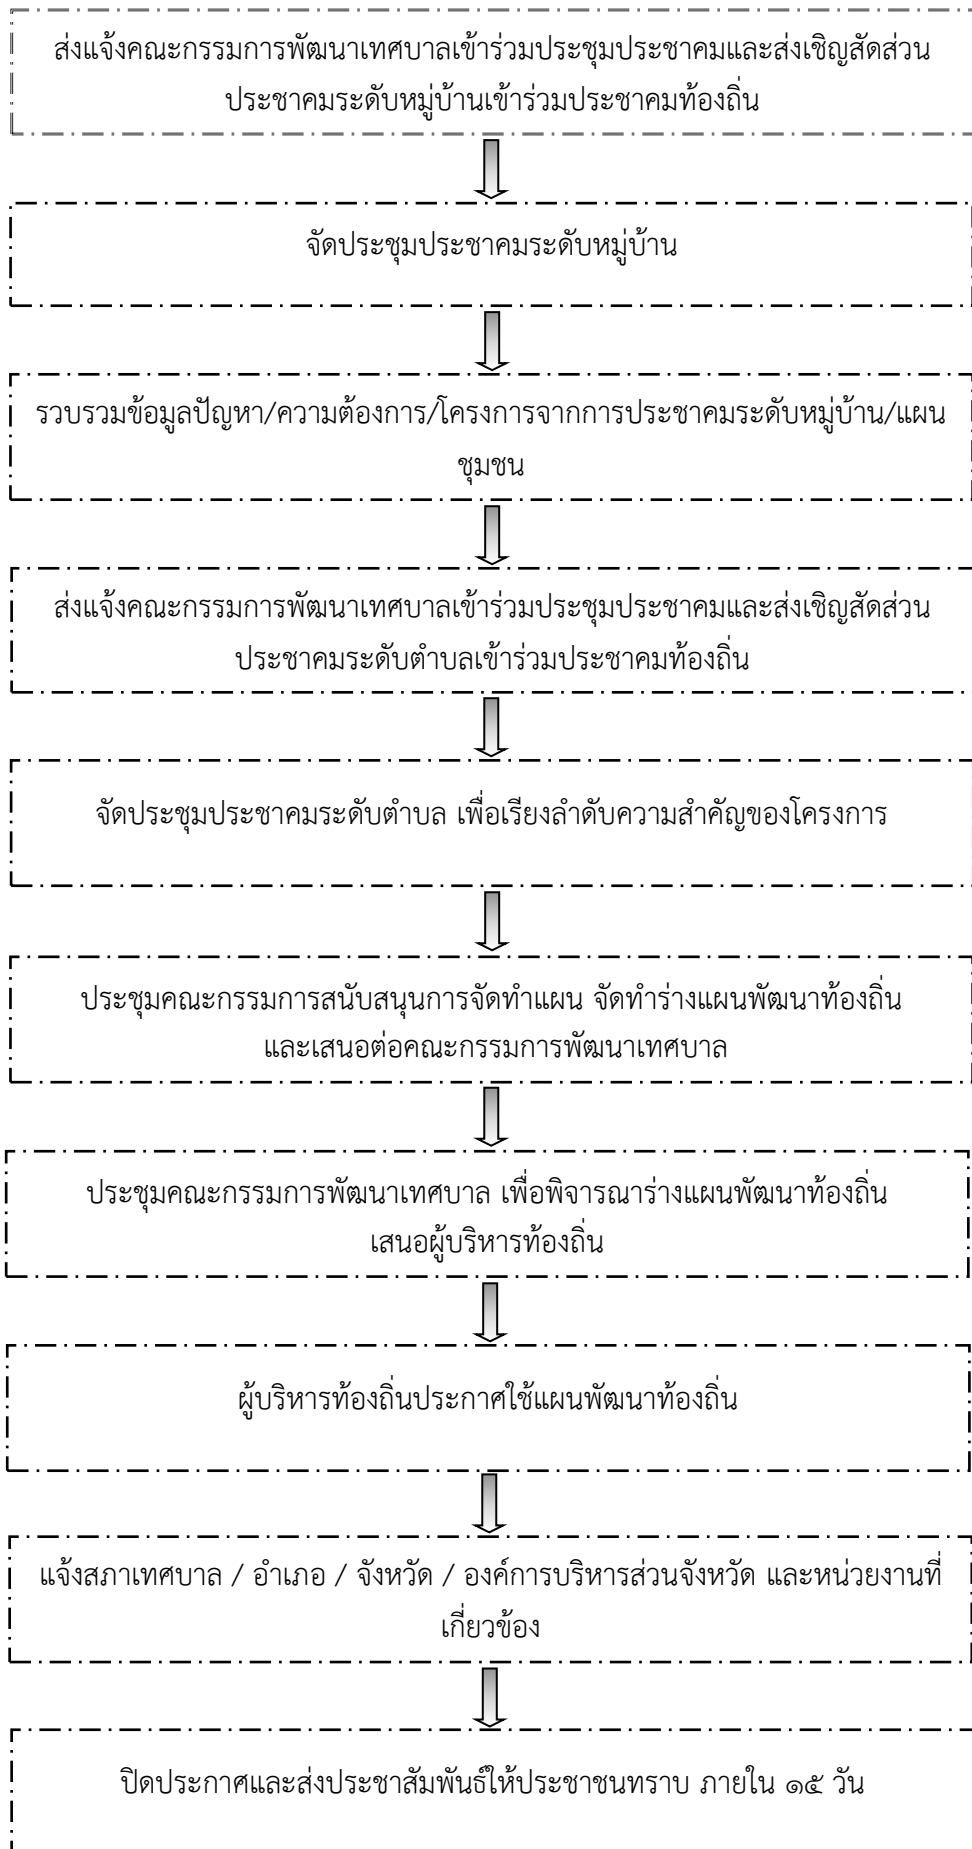 ส่งแจ้งคณะกรรมการพัฒนาเทศบาลเข้าร่วมประชุมประชาคมและส่งเชิญสัดส่วน
ประชาคมระดับหมู่บ้านเข้าร่วมประชาคมท้องถิ่น
จัดประชุมประชาคมระดับหมู่บ้าน
รวบรวมข้อมูลปัญหา/ความต้องการ/โครงการจากการประชาคมระดับหมู่บ้าน/แผน
ชุมชน
ส่งแจ้งคณะกรรมการพัฒนาเทศบาลเข้าร่วมประชุมประชาคมและส่งเชิญสัดส่วน
ประชาคมระดับตำบลเข้าร่วมประชาคมท้องถิ่น
จัดประชุมประชาคมระดับตำบล เพื่อเรียงลำดับความสำคัญของโครงการ
ประชุมคณะกรรมการสนับสนุนการจัดทำแผน จัดทำร่างแผนพัฒนาท้องถิ่น
และเสนอต่อคณะกรรมการพัฒนาเทศบาล
ประชุมคณะกรรมการพัฒนาเทศบาล เพื่อพิจารณาร่างแผนพัฒนาท้องถิ่น
เสนอผู้บริหารท้องถิ่น
ผู้บริหารท้องถิ่นประกาศใช้แผนพัฒนาท้องถิ่น
แจ้งสภาเทศบาล / อำเภอ / จังหวัด / องค์การบริหารส่วนจังหวัด และหน่วยงานที่
เกี่ยวข้อง
ปิดประกาศและส่งประชาสัมพันธ์ให้ประชาชนทราบ ภายใน ๑๕ วัน